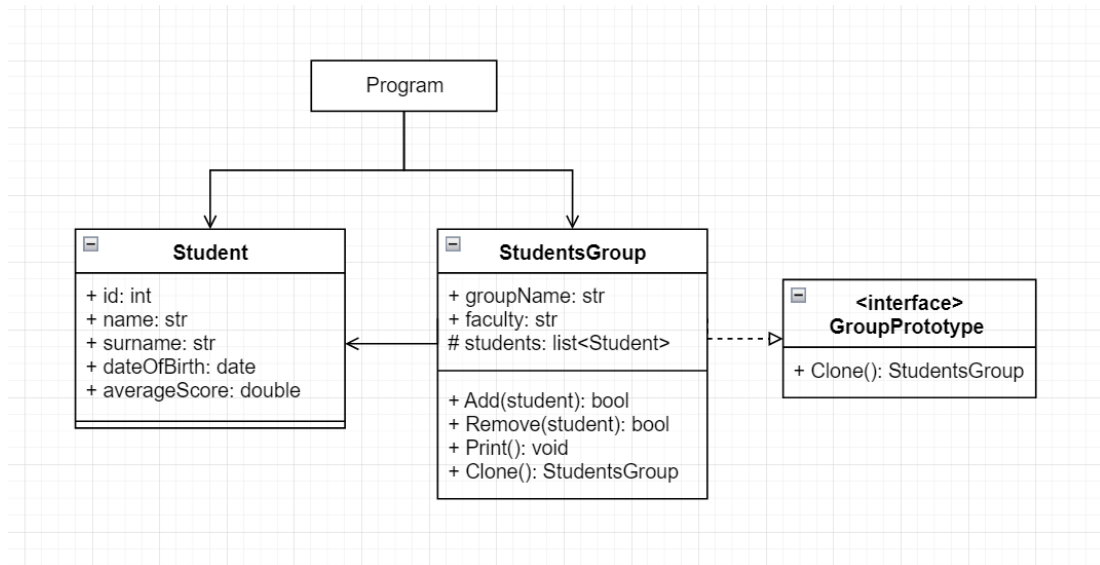 Program
Student
+ id: int
+ name: str
+ surname: str
+ dateOfBirth: date
+ averageScore: double
StudentsGroup
+ groupName: str
+ faculty: str
# students: list<Student>
+ Add(student): bool
+ Remove(student): bool
+ Print(): void
+ Clone(): StudentsGroup
<interface>
GroupPrototype
+ Clone(): StudentsGroup